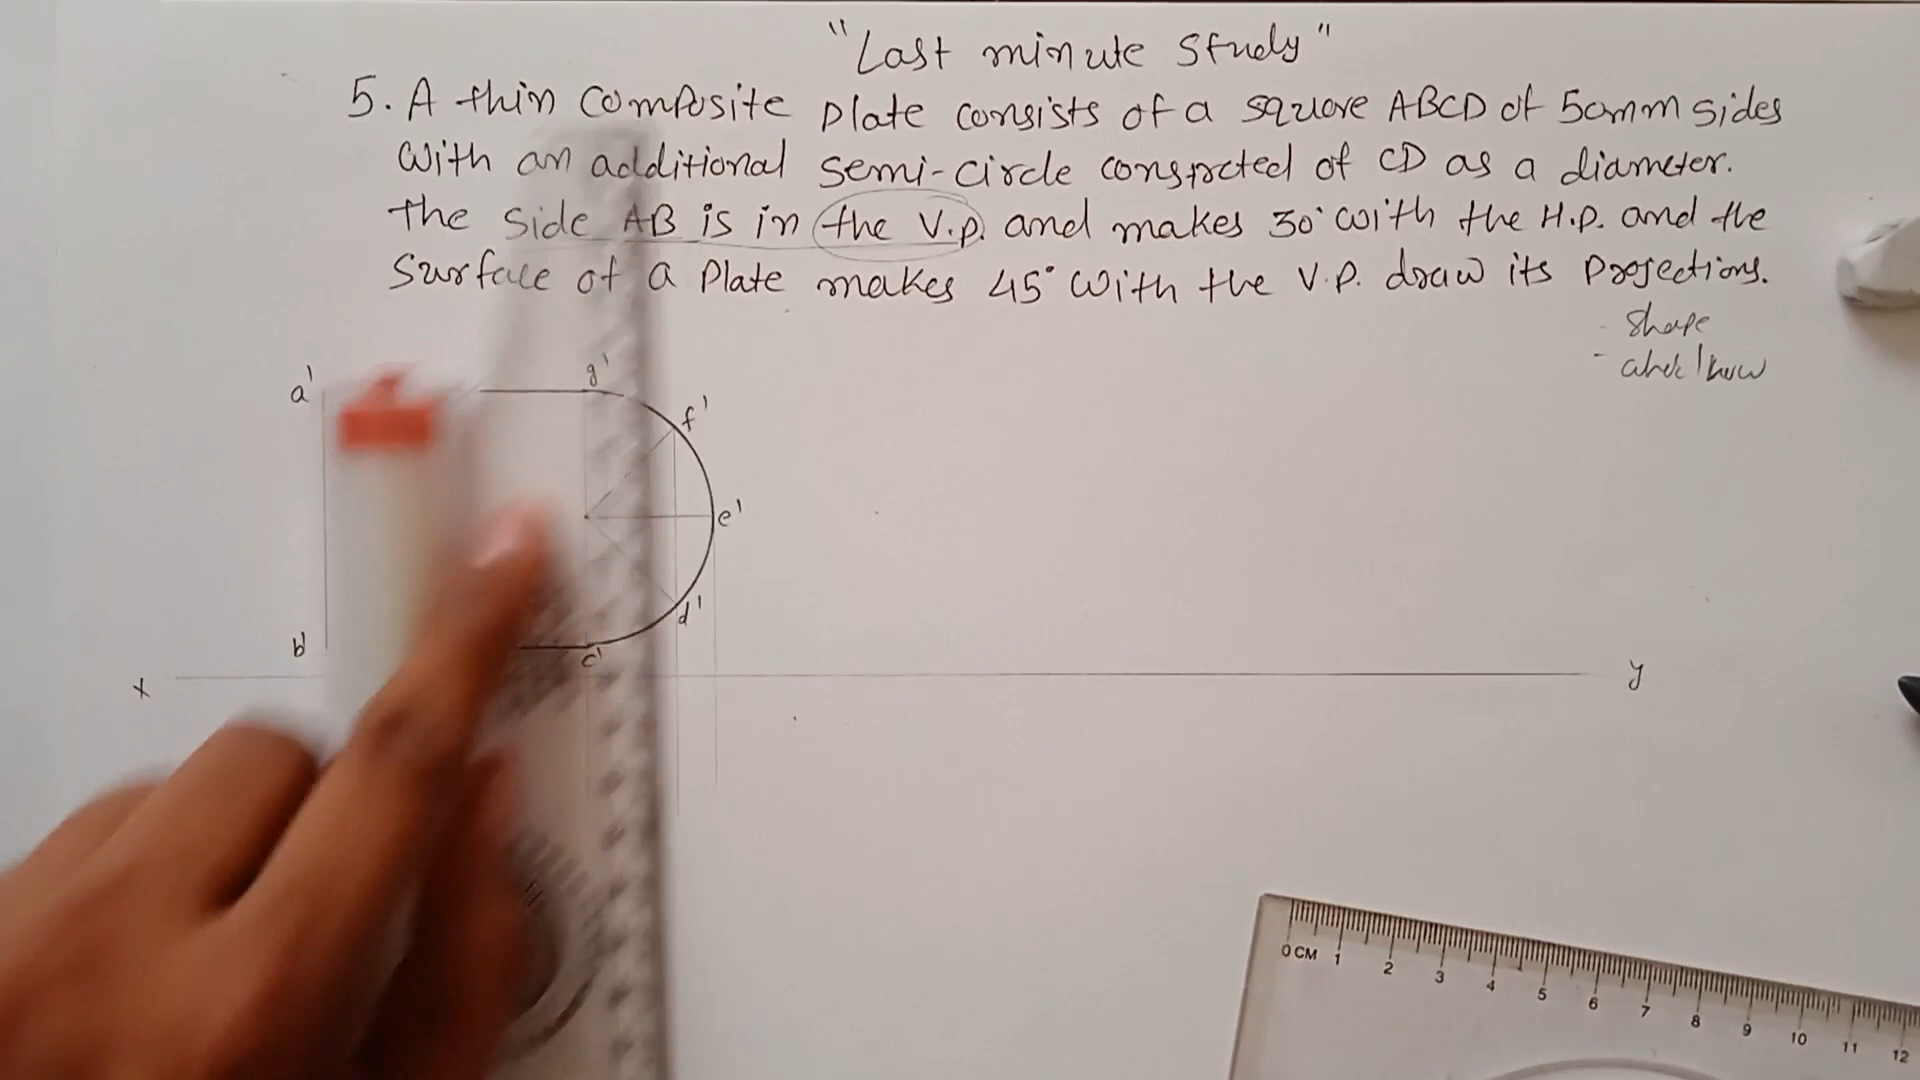 "Last minute Study"
5. A thin composite plate consists of a square ABCD of 50mm sides
with an additional semi-circle consrcted of CD as a diameter.
the side AB is in the V.P. and makes 30° with the H.P. and the
Surface of a Plate makes 45° with the V.P. draw its Projections.
- Shape
a'
g'
f'
e'
d'
b'
c'
x
y
0 CM 1 2 3 4 5 6 7 8 9 10 11 12